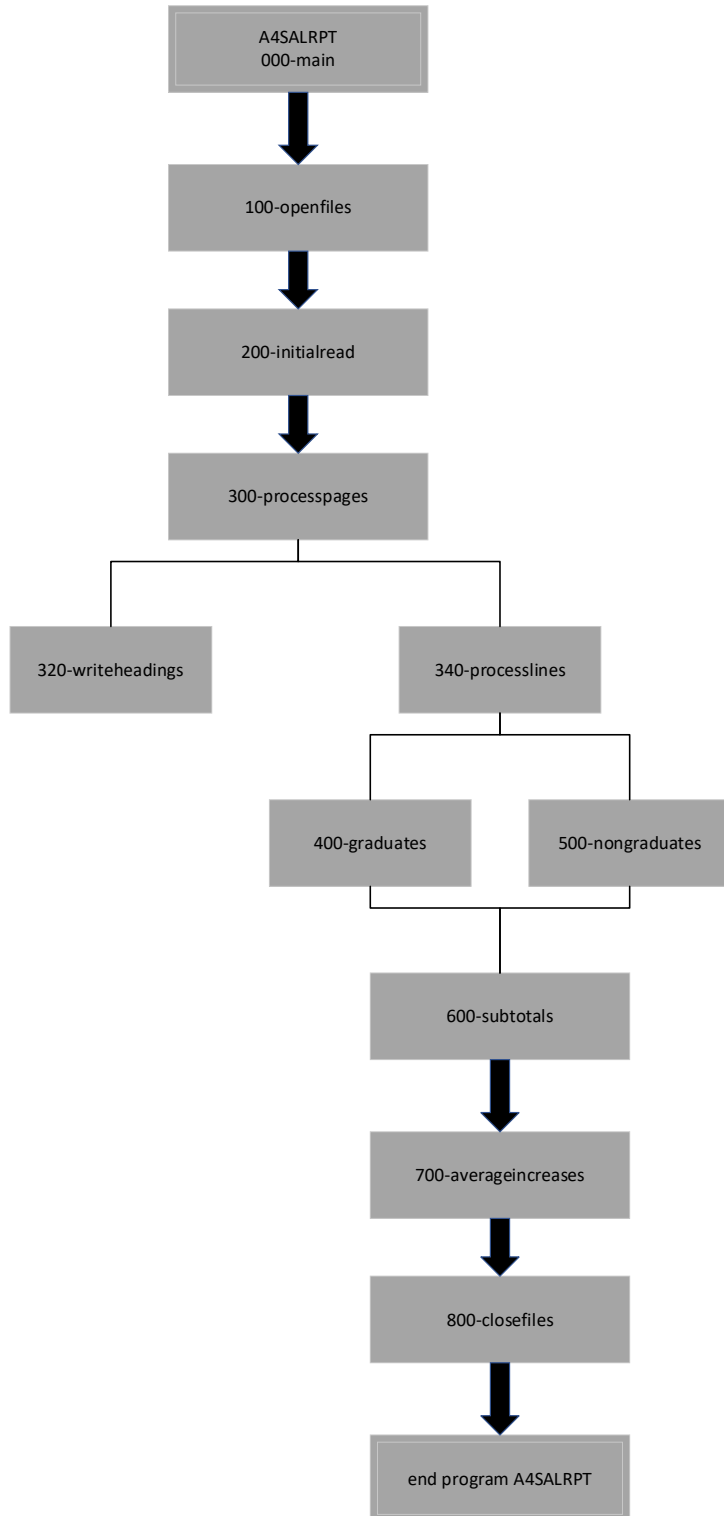 A4SALRPT
000-main
100-openfiles
200-initialread
300-processpages
320-writeheadings
340-processlines
400-graduates
500-nongraduates
600-subtotals
700-averageincreases
800-closefiles
end program A4SALRPT